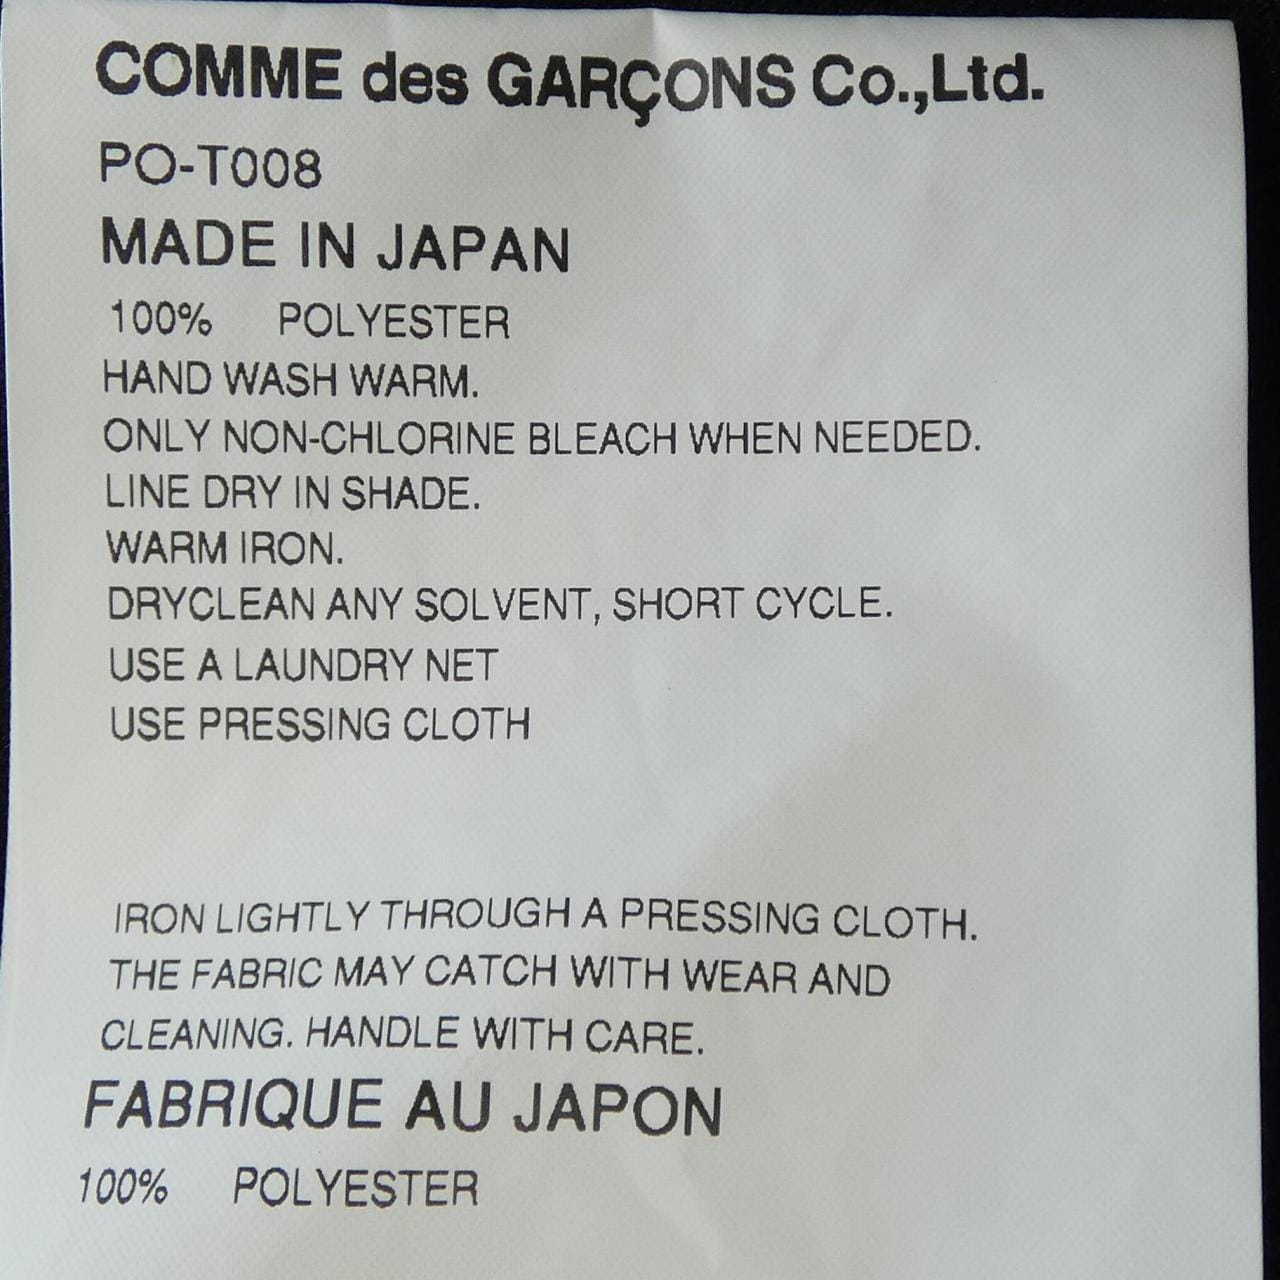 COMME des GARÇONS Co.,Ltd.
PO-T008
MADE IN JAPAN
100% POLYESTER
HAND WASH WARM.
ONLY NON-CHLORINE BLEACH WHEN NEEDED.
LINE DRY IN SHADE.
WARM IRON.
DRYCLEAN ANY SOLVENT, SHORT CYCLE.
USE A LAUNDRY NET
USE PRESSING CLOTH
IRON LIGHTLY THROUGH A PRESSING CLOTH.
THE FABRIC MAY CATCH WITH WEAR AND
CLEANING. HANDLE WITH CARE.
FABRIQUE AU JAPON
100% POLYESTER